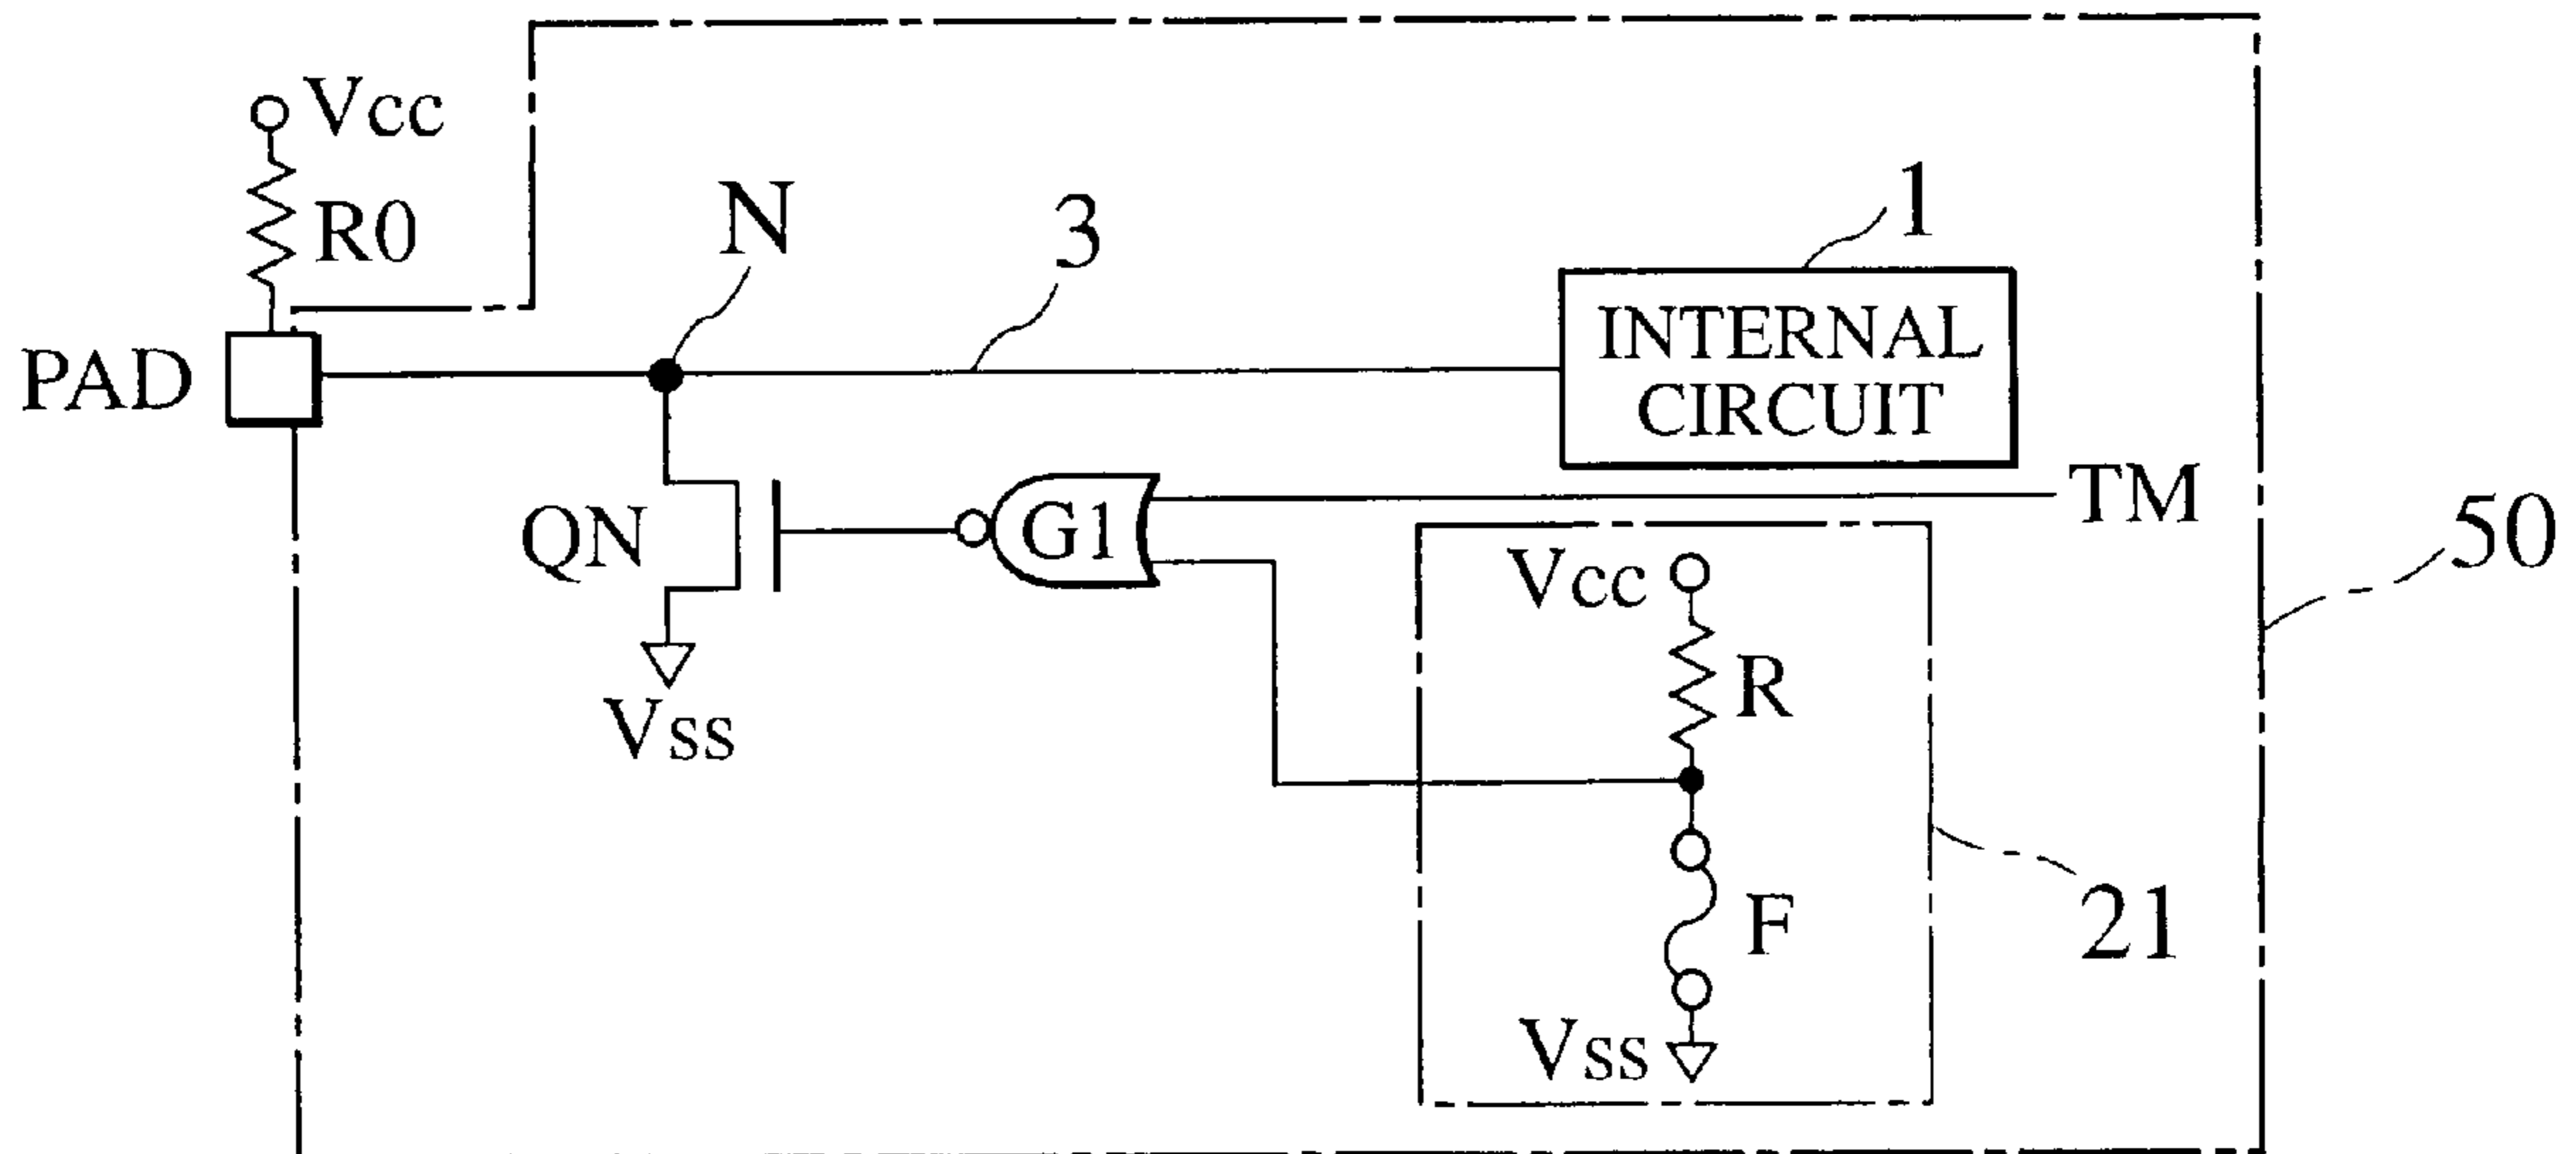 Vcc
R0
N
3
1
PAD
INTERNAL
CIRCUIT
TM
QN
G1
50
Vcc
R
Vss
21
F
Vss